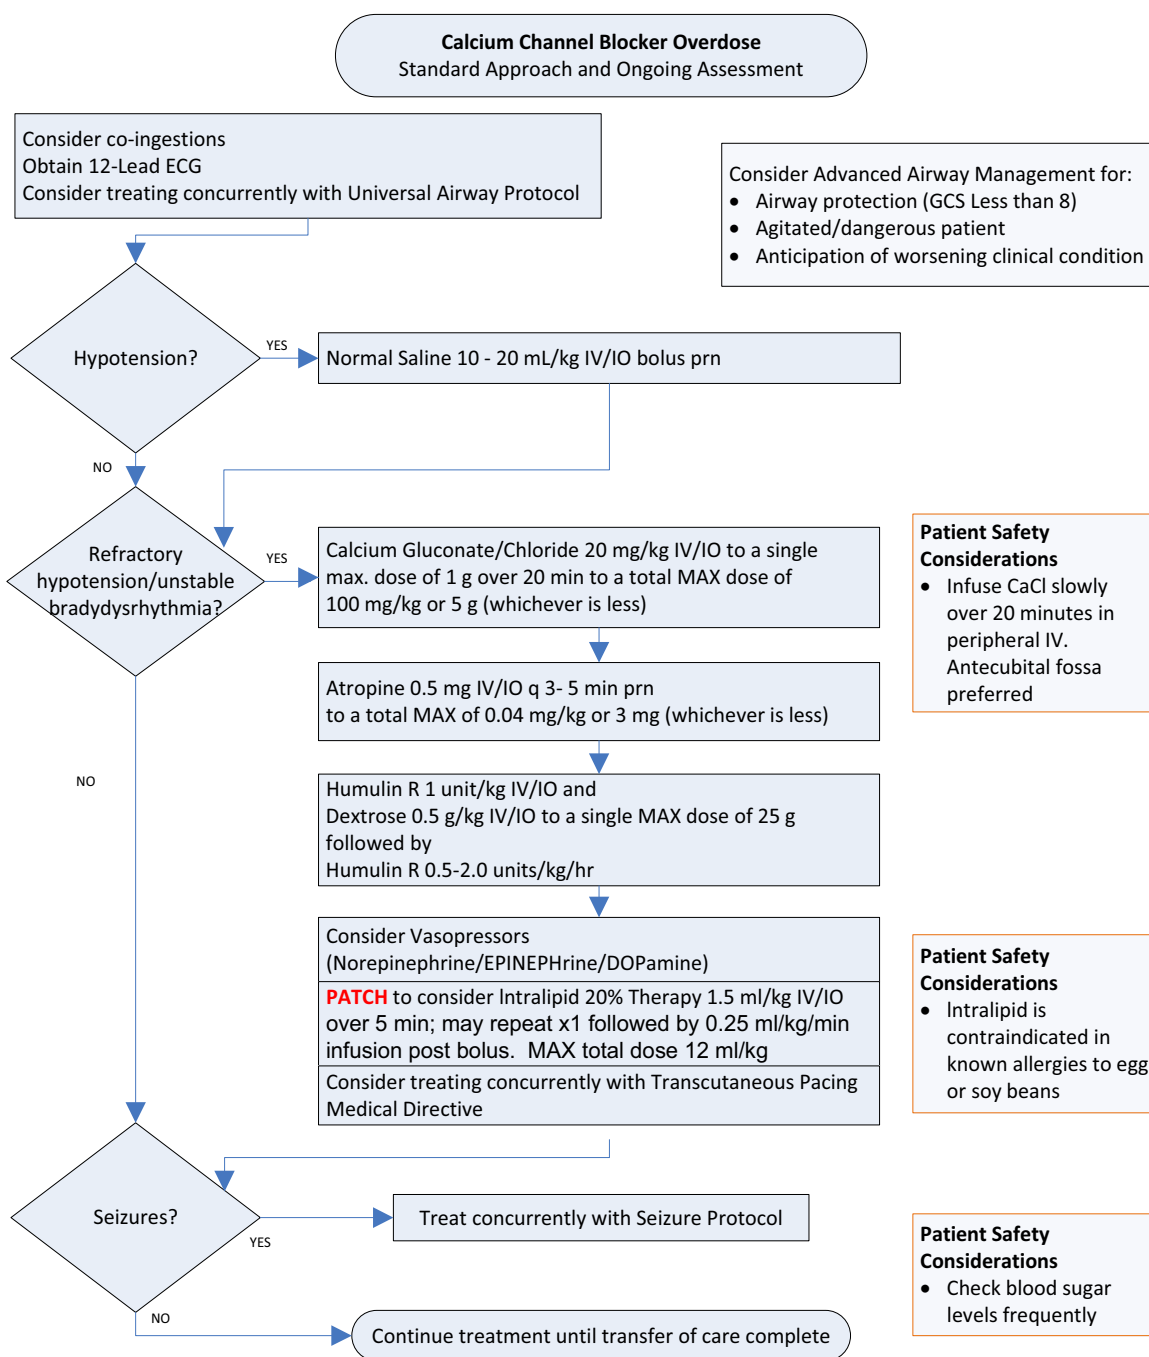 Calcium Channel Blocker Overdose
Standard Approach and Ongoing Assessment
Consider co-ingestions
Obtain 12-Lead ECG
Consider treating concurrently with Universal Airway Protocol
Consider Advanced Airway Management for:
• Airway protection (GCS Less than 8)
• Agitated/dangerous patient
• Anticipation of worsening clinical condition
Hypotension?
YES
Normal Saline 10 - 20 mL/kg IV/IO bolus prn
NO
Refractory
hypotension/unstable
bradydysrhythmia?
YES
Calcium Gluconate/Chloride 20 mg/kg IV/IO to a single
max. dose of 1 g over 20 min to a total MAX dose of
100 mg/kg or 5 g (whichever is less)
Patient Safety
Considerations
• Infuse CaCl slowly
over 20 minutes in
peripheral IV.
Antecubital fossa
preferred
Atropine 0.5 mg IV/IO q 3- 5 min prn
to a total MAX of 0.04 mg/kg or 3 mg (whichever is less)
NO
Humulin R 1 unit/kg IV/IO and
Dextrose 0.5 g/kg IV/IO to a single MAX dose of 25 g
followed by
Humulin R 0.5-2.0 units/kg/hr
Consider Vasopressors
(Norepinephrine/EPINEPHrine/DOPamine)
PATCH to consider Intralipid 20% Therapy 1.5 ml/kg IV/IO
over 5 min; may repeat x1 followed by 0.25 ml/kg/min
infusion post bolus.  MAX total dose 12 ml/kg
Consider treating concurrently with Transcutaneous Pacing
Medical Directive
Patient Safety
Considerations
• Intralipid is
contraindicated in
known allergies to egg
or soy beans
Seizures?
YES
Treat concurrently with Seizure Protocol
Patient Safety
Considerations
• Check blood sugar
levels frequently
NO
Continue treatment until transfer of care complete